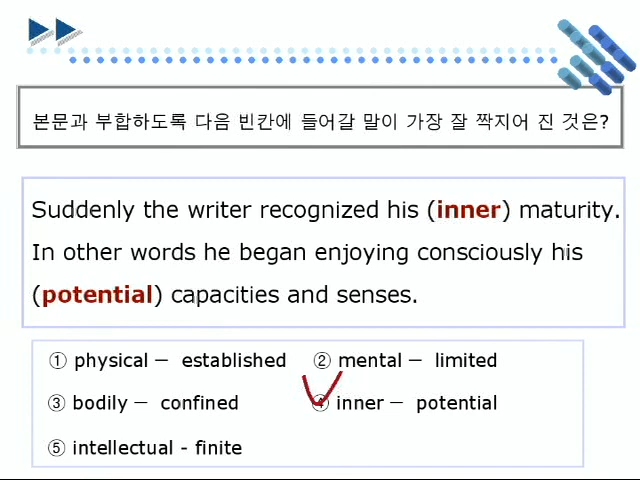 본문과 부합하도록 다음 빈칸에 들어갈 말이 가장 잘 짝지어 진 것은?
Suddenly the writer recognized his (inner) maturity.
In other words he began enjoying consciously his
(potential) capacities and senses.
① physical – established ② mental – limited
③ bodily – confined ④ inner – potential
⑤ intellectual - finite